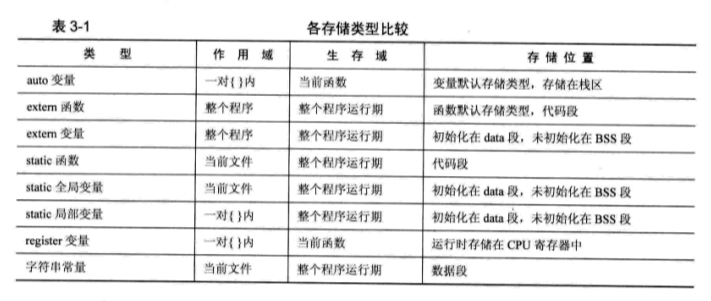 表 3-1 各存储类型比较
类 型 作 用 域 生 存 域 存 储 位 置
auto 变量 一对{ }内 当前函数 变量默认存储类型，存储在栈区
extern 函数 整个程序 整个程序运行期 函数默认存储类型，代码段
extern 变量 整个程序 整个程序运行期 初始化在 data 段，未初始化在 BSS 段
static 函数 当前文件 整个程序运行期 代码段
static 全局变量 当前文件 整个程序运行期 初始化在 data 段，未初始化在 BSS 段
static 局部变量 一对{ }内 整个程序运行期 初始化在 data 段，未初始化在 BSS 段
register 变量 一对{ }内 当前函数 运行时存储在 CPU 寄存器中
字符串常量 当前文件 整个程序运行期 数据段